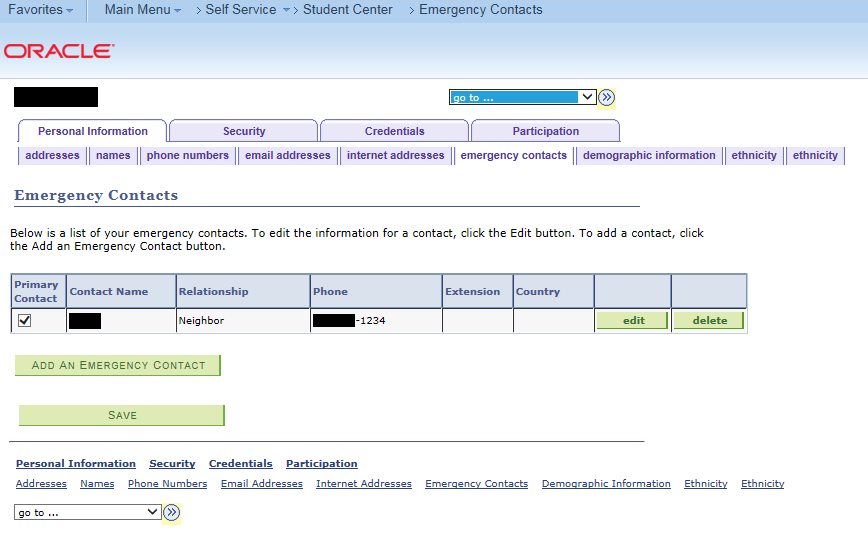 Favorites Main Menu > Self Service > Student Center > Emergency Contacts
ORACLE
go to ...
Personal Information Security Credentials Participation
addresses names phone numbers email addresses internet addresses emergency contacts demographic information ethnicity ethnicity
Emergency Contacts
Below is a list of your emergency contacts. To edit the information for a contact, click the Edit button. To add a contact, click
the Add an Emergency Contact button.
Primary Contact Contact Name Relationship Phone Extension Country
Neighbor -1234 edit delete
ADD AN EMERGENCY CONTACT
SAVE
Personal Information Security Credentials Participation
Addresses Names Phone Numbers Email Addresses Internet Addresses Emergency Contacts Demographic Information Ethnicity Ethnicity
go to ...